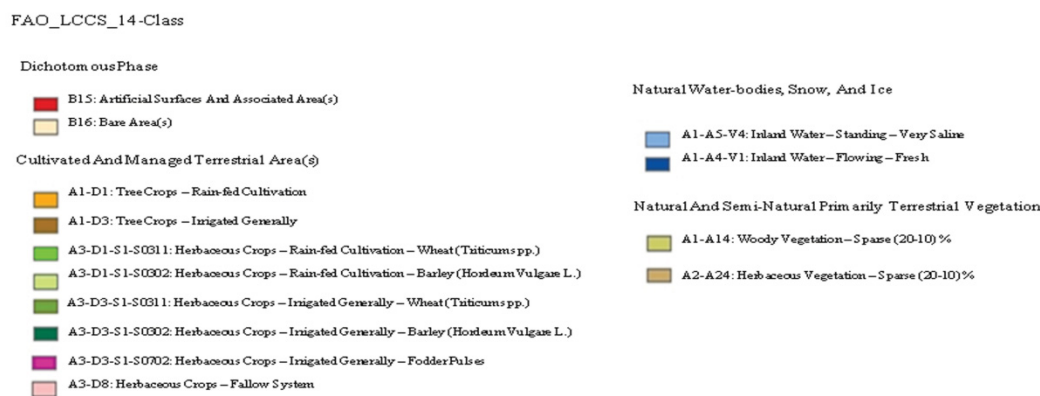 FAO_LCCS_14-Class
Dichotomous Phase
B15: Artificial Surfaces And Associated Area(s)
B16: Bare Area(s)
Cultivated And Managed Terrestrial Area(s)
A1-D1: Tree Crops – Rain-fed Cultivation
A1-D3: Tree Crops – Irrigated Generally
A3-D1-S1-S0311: Herbaceous Crops – Rain-fed Cultivation – Wheat (Triticums pp.)
A3-D1-S1-S0302: Herbaceous Crops – Rain-fed Cultivation – Barley (Hordeum Vulgare L.)
A3-D3-S1-S0311: Herbaceous Crops – Irrigated Generally – Wheat (Triticums pp.)
A3-D3-S1-S0302: Herbaceous Crops – Irrigated Generally – Barley (Hordeum Vulgare L.)
A3-D3-S1-S0702: Herbaceous Crops – Irrigated Generally – Fodder Pulses
A3-D8: Herbaceous Crops – Fallow System
Natural Water-bodies, Snow, And Ice
A1-A5-V4: Inland Water – Standing – Very Saline
A1-A4-V1: Inland Water – Flowing – Fresh
Natural And Semi-Natural Primarily Terrestrial Vegetation
A1-A14: Woody Vegetation – Sparse (20-10) %
A2-A24: Herbaceous Vegetation – Sparse (20-10) %